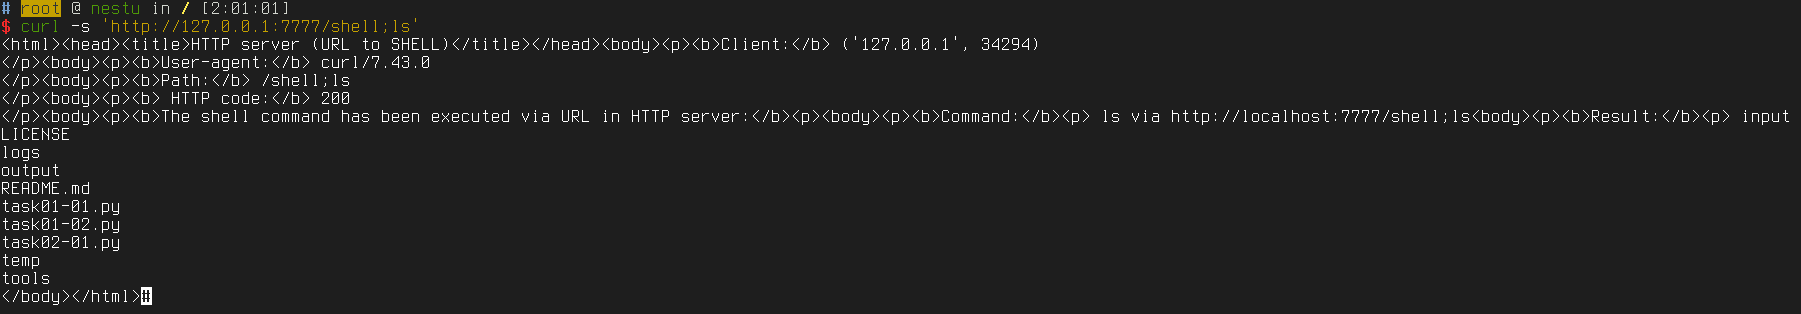 # root @ nestu in / [2:01:01]
$ curl -s 'http://127.0.0.1:7777/shell;ls'
<html><head><title>HTTP server (URL to SHELL)</title></head><body><p><b>Client:</b> ('127.0.0.1', 34294)
</p><body><p><b>User-agent:</b> curl/7.43.0
</p><body><p><b>Path:</b> /shell;ls
</p><body><p><b> HTTP code:</b> 200
</p><body><p><b>The shell command has been executed via URL in HTTP server:</b><p><body><p><b>Command:</b><p> ls via http://localhost:7777/shell;ls<body><p><b>Result:</b><p> input
LICENSE
logs
output
README.md
task01-01.py
task01-02.py
task02-01.py
temp
tools
</body></html>#